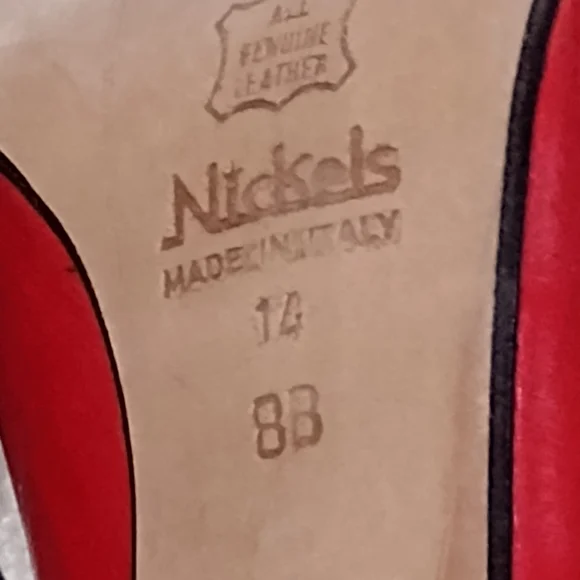 ALL
GENUINE
LEATHER
Nickels
MADE IN ITALY
14
8B